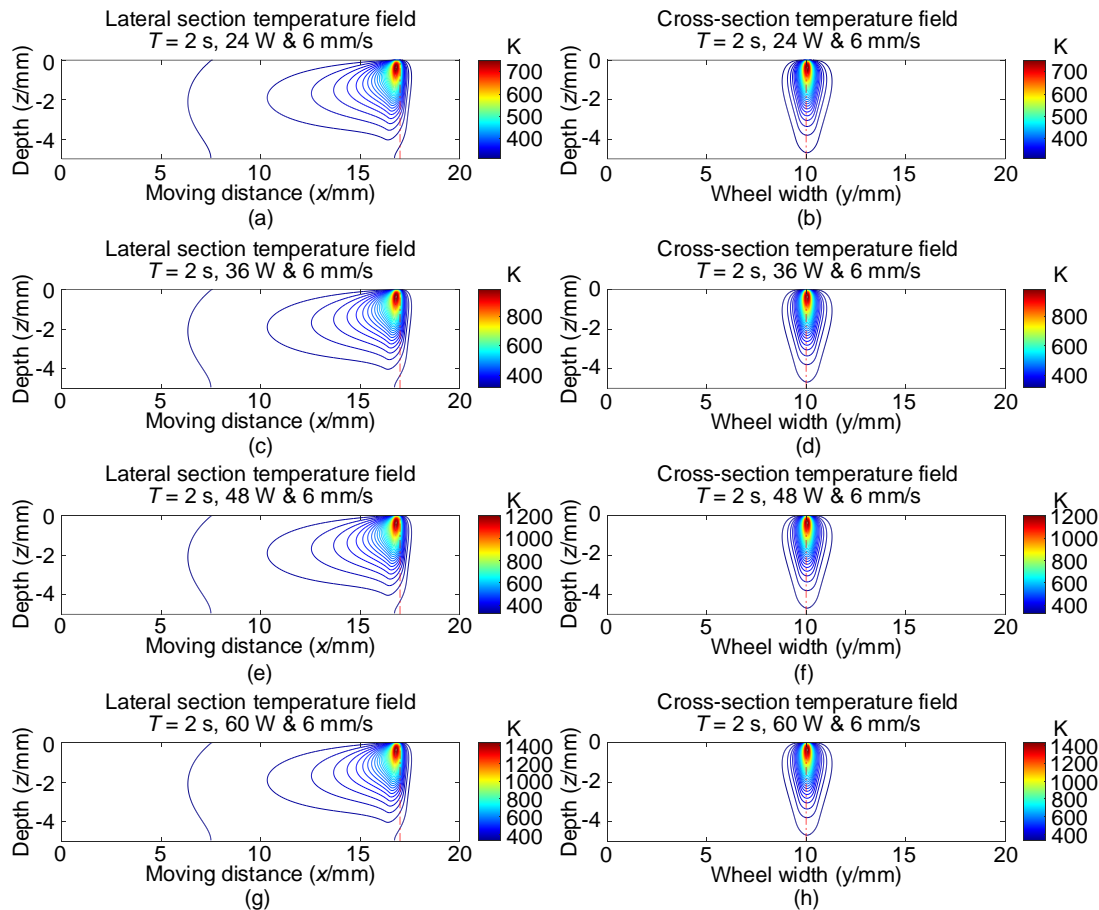 Lateral section temperature field
T = 2 s, 24 W & 6 mm/s
K
700
600
500
400
0
-2
-4
Depth (z/mm)
0 5 10 15 20
Moving distance (x/mm)
(a)
Cross-section temperature field
T = 2 s, 24 W & 6 mm/s
K
700
600
500
400
0
-2
-4
Depth (z/mm)
0 5 10 15 20
Wheel width (y/mm)
(b)
Lateral section temperature field
T = 2 s, 36 W & 6 mm/s
K
800
600
400
0
-2
-4
Depth (z/mm)
0 5 10 15 20
Moving distance (x/mm)
(c)
Cross-section temperature field
T = 2 s, 36 W & 6 mm/s
K
800
600
400
0
-2
-4
Depth (z/mm)
0 5 10 15 20
Wheel width (y/mm)
(d)
Lateral section temperature field
T = 2 s, 48 W & 6 mm/s
K
1200
1000
800
600
400
0
-2
-4
Depth (z/mm)
0 5 10 15 20
Moving distance (x/mm)
(e)
Cross-section temperature field
T = 2 s, 48 W & 6 mm/s
K
1200
1000
800
600
400
0
-2
-4
Depth (z/mm)
0 5 10 15 20
Wheel width (y/mm)
(f)
Lateral section temperature field
T = 2 s, 60 W & 6 mm/s
K
1400
1200
1000
800
600
400
0
-2
-4
Depth (z/mm)
0 5 10 15 20
Moving distance (x/mm)
(g)
Cross-section temperature field
T = 2 s, 60 W & 6 mm/s
K
1400
1200
1000
800
600
400
0
-2
-4
Depth (z/mm)
0 5 10 15 20
Wheel width (y/mm)
(h)